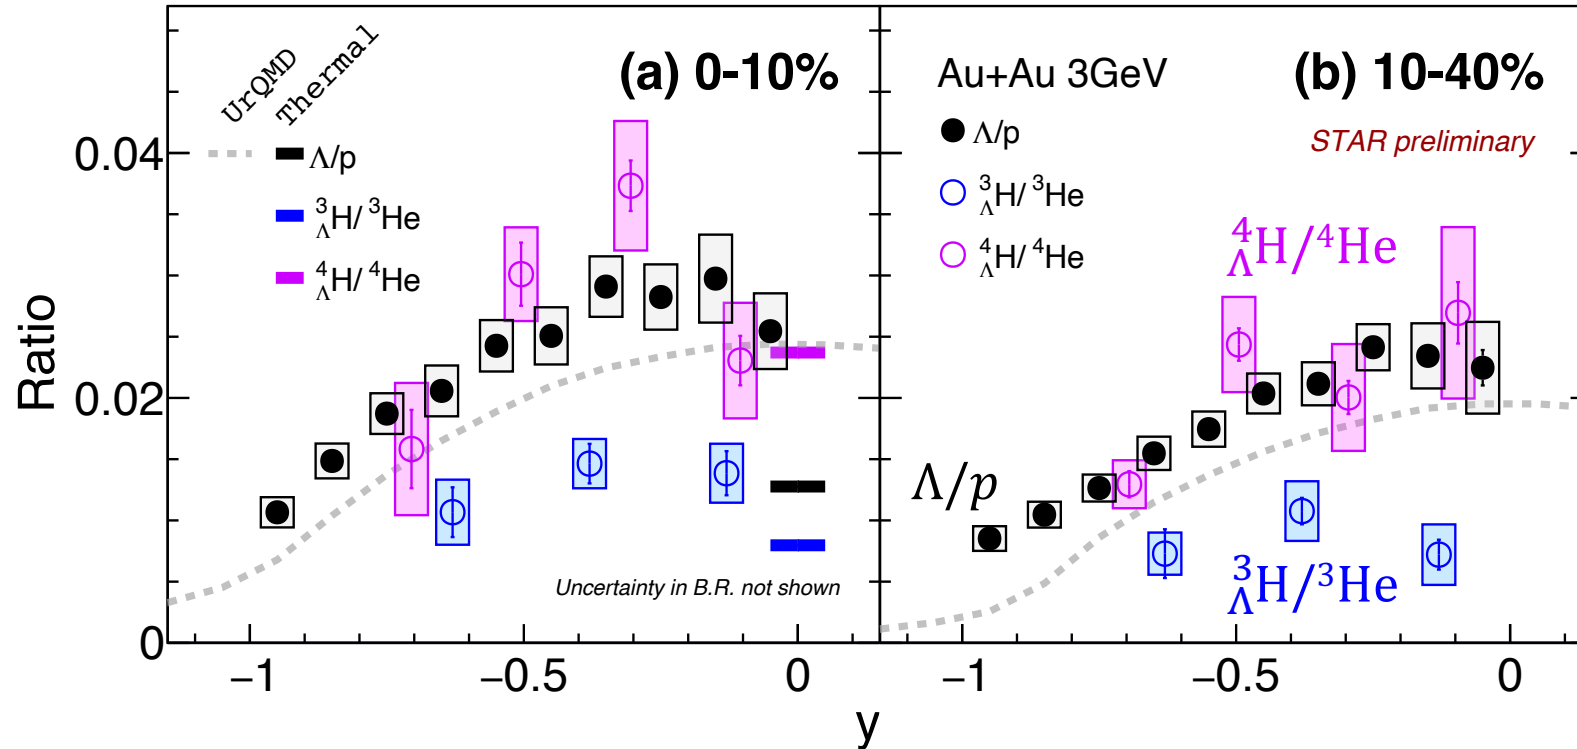 UrQMD
Thermal
(a) 0-10%
Λ/p
³ΛH/ ³He
⁴ΛH/ ⁴He
Uncertainty in B.R. not shown
Au+Au 3GeV
(b) 10-40%
STAR preliminary
Λ/p
³ΛH/ ³He
⁴ΛH/ ⁴He
⁴ΛH/⁴He
Λ/p
³ΛH/³He
Ratio
0.04
0.02
0
−1
−0.5
0
−1
−0.5
0
y